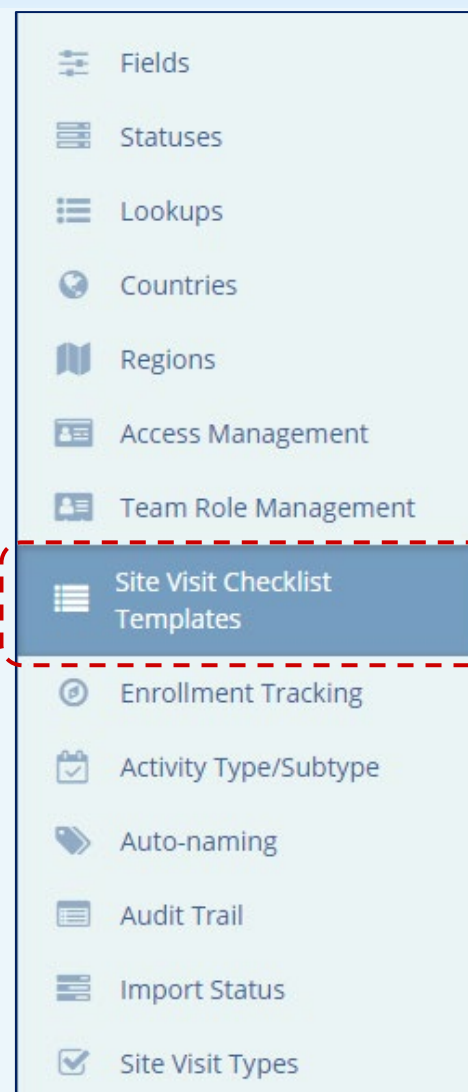 Fields
Statuses
Lookups
Countries
Regions
Access Management
Team Role Management
Site Visit Checklist
Templates
Enrollment Tracking
Activity Type/Subtype
Auto-naming
Audit Trail
Import Status
Site Visit Types